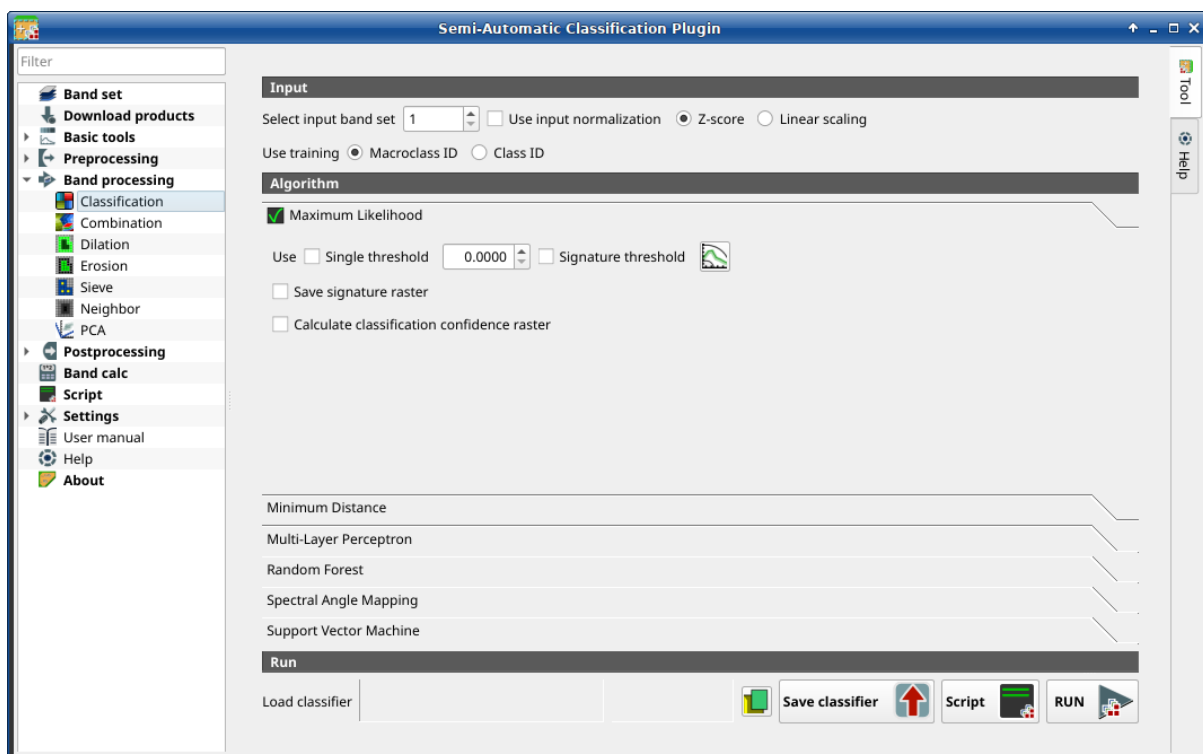 Semi-Automatic Classification Plugin
Filter
Band set
Download products
Basic tools
Preprocessing
Band processing
Classification
Combination
Dilation
Erosion
Sieve
Neighbor
PCA
Postprocessing
Band calc
Script
Settings
User manual
Help
About
Input
Select input band set 1 Use input normalization Z-score Linear scaling
Use training Macroclass ID Class ID
Algorithm
Maximum Likelihood
Use Single threshold 0.0000 Signature threshold
Save signature raster
Calculate classification confidence raster
Minimum Distance
Multi-Layer Perceptron
Random Forest
Spectral Angle Mapping
Support Vector Machine
Run
Load classifier Save classifier Script RUN
Tool
Help